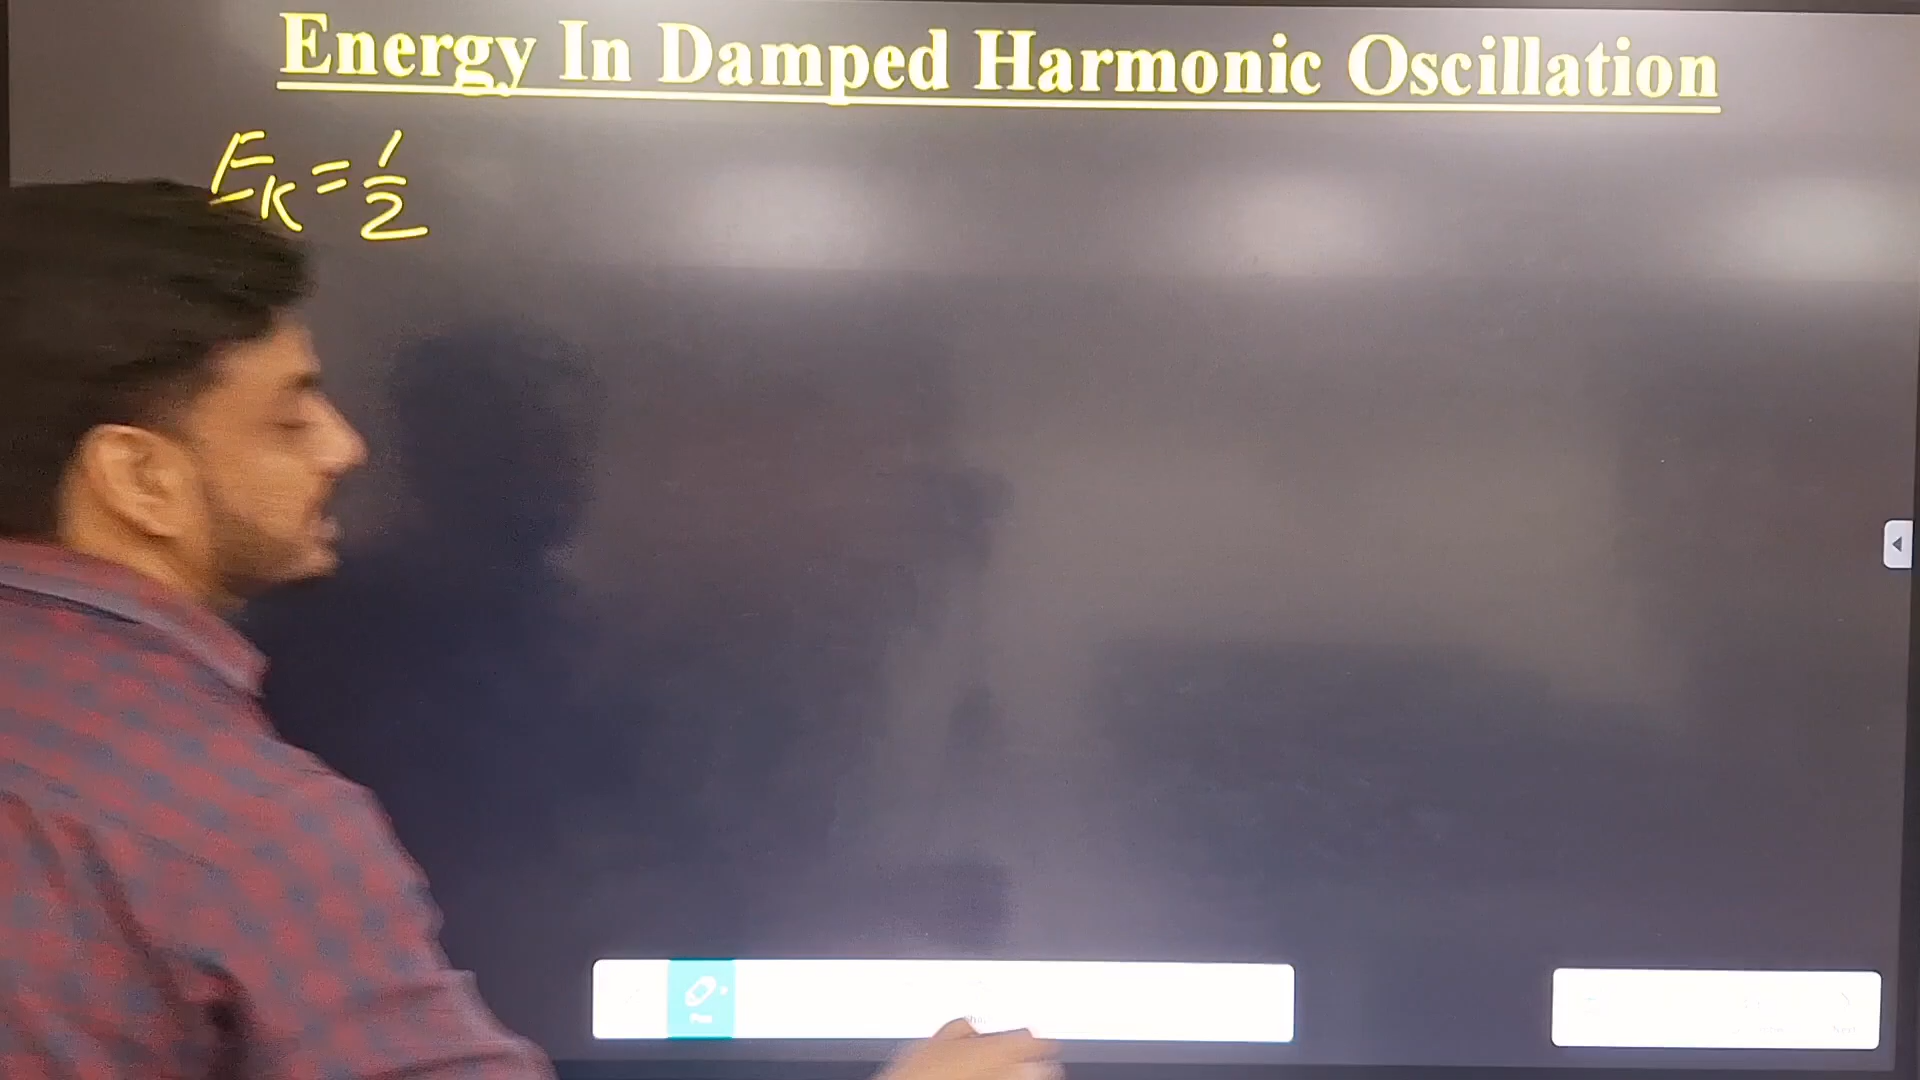 Energy In Damped Harmonic Oscillation
E_K = 1/2